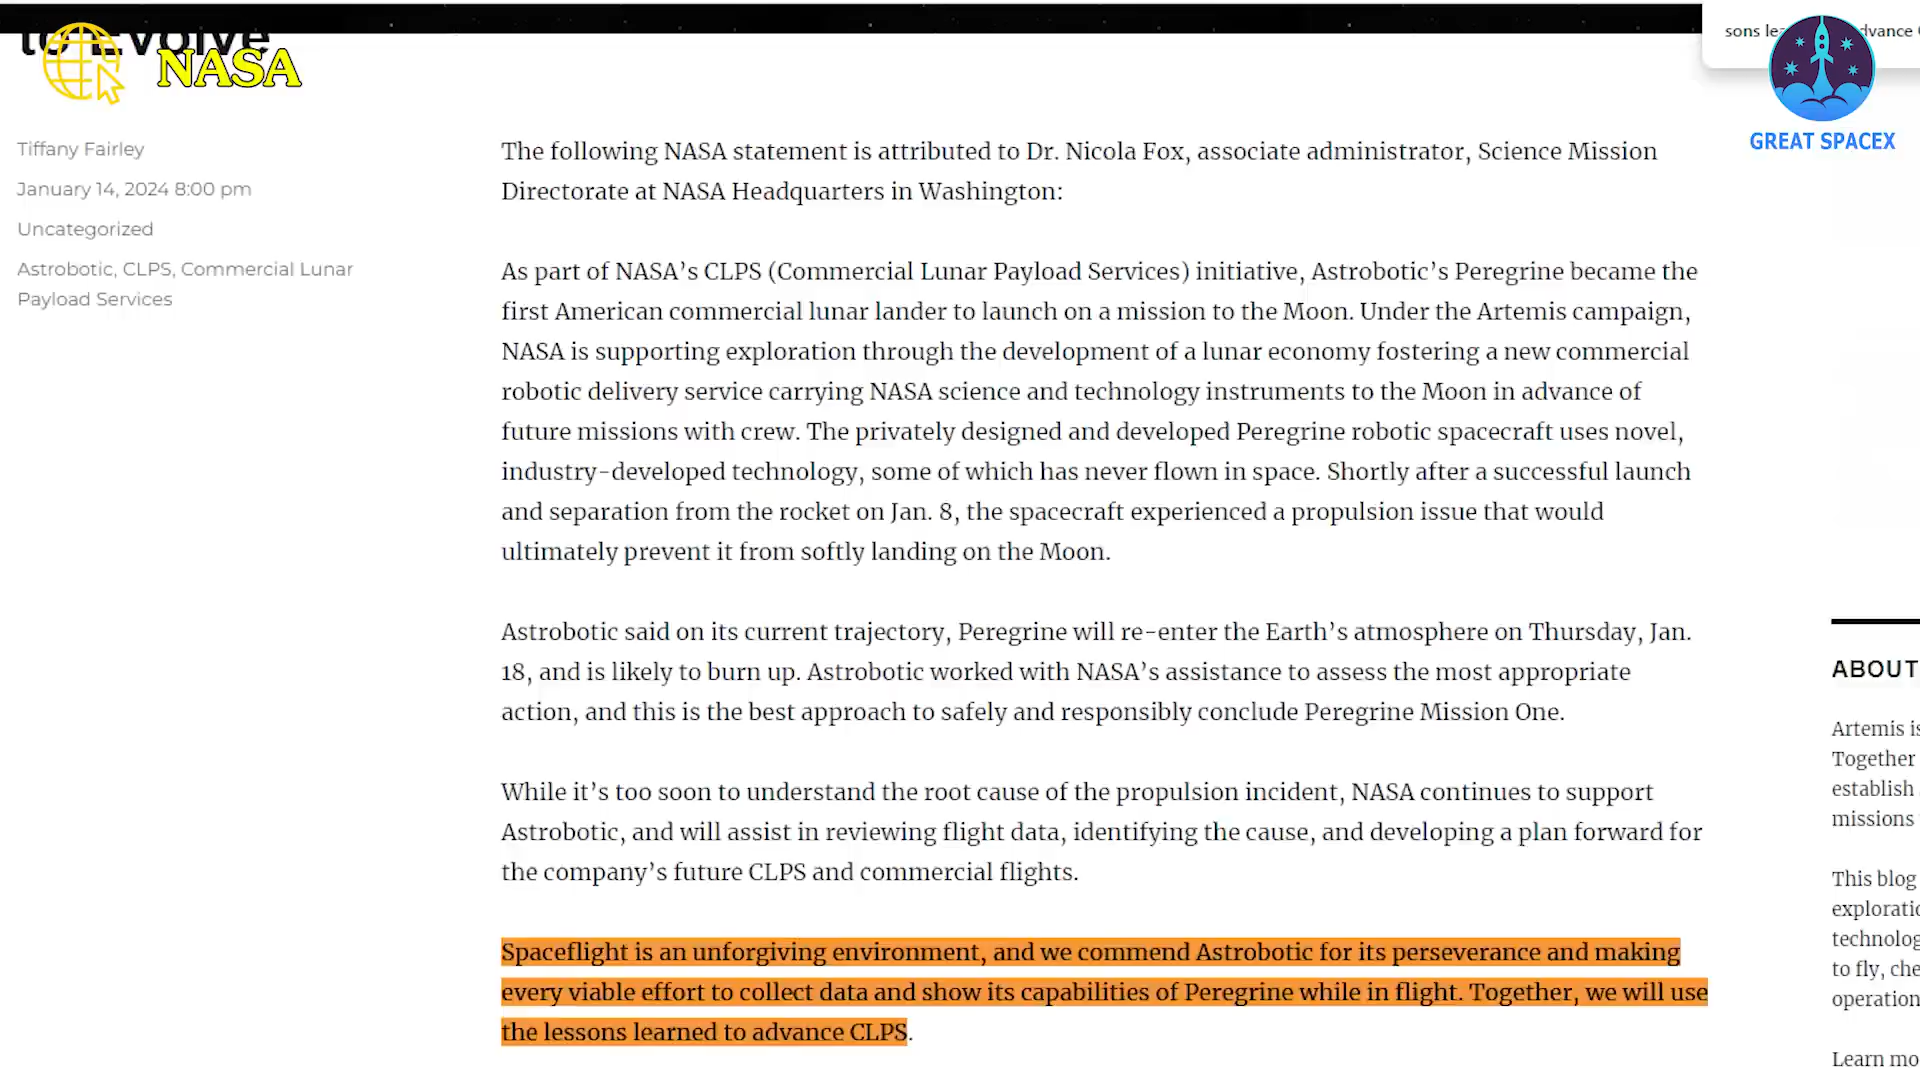 to Evolve
NASA
sons
GREAT SPACEX
Tiffany Fairley
January 14, 2024 8:00 pm
Uncategorized
Astrobotic, CLPS, Commercial Lunar
Payload Services
The following NASA statement is attributed to Dr. Nicola Fox, associate administrator, Science Mission
Directorate at NASA Headquarters in Washington:
As part of NASA’s CLPS (Commercial Lunar Payload Services) initiative, Astrobotic’s Peregrine became the
first American commercial lunar lander to launch on a mission to the Moon. Under the Artemis campaign,
NASA is supporting exploration through the development of a lunar economy fostering a new commercial
robotic delivery service carrying NASA science and technology instruments to the Moon in advance of
future missions with crew. The privately designed and developed Peregrine robotic spacecraft uses novel,
industry-developed technology, some of which has never flown in space. Shortly after a successful launch
and separation from the rocket on Jan. 8, the spacecraft experienced a propulsion issue that would
ultimately prevent it from softly landing on the Moon.
Astrobotic said on its current trajectory, Peregrine will re-enter the Earth’s atmosphere on Thursday, Jan.
18, and is likely to burn up. Astrobotic worked with NASA’s assistance to assess the most appropriate
action, and this is the best approach to safely and responsibly conclude Peregrine Mission One.
While it’s too soon to understand the root cause of the propulsion incident, NASA continues to support
Astrobotic, and will assist in reviewing flight data, identifying the cause, and developing a plan forward for
the company’s future CLPS and commercial flights.
Spaceflight is an unforgiving environment, and we commend Astrobotic for its perseverance and making
every viable effort to collect data and show its capabilities of Peregrine while in flight. Together, we will use
the lessons learned to advance CLPS.
ABOUT
Artemis is
Together
establish
missions
This blog
exploratio
technolog
to fly, che
operation
Learn mo